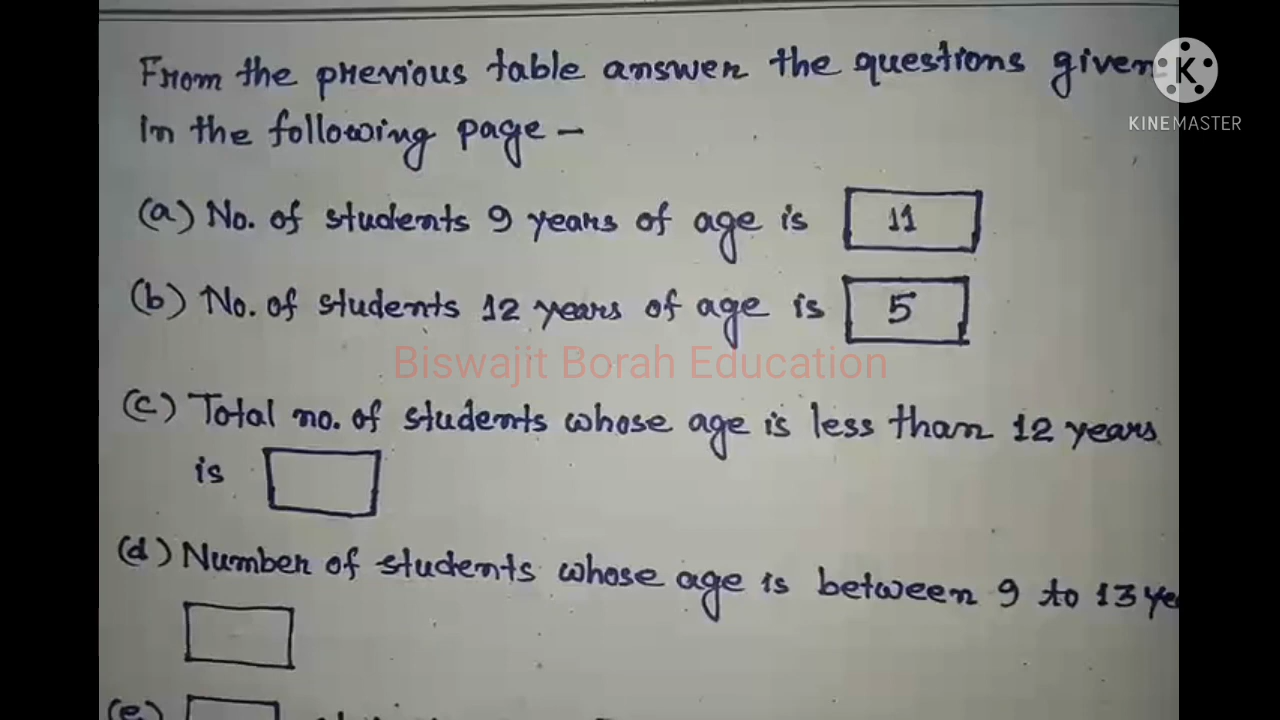 From the previous table answer the questions given
in the following page -
K
KINEMASTER
(a) No. of students 9 years of age is 11
(b) No. of students 12 years of age is 5
Biswajit Borah Education
(c) Total no. of students whose age is less than 12 years
is
(d) Number of students whose age is between 9 to 13 ye
(e)